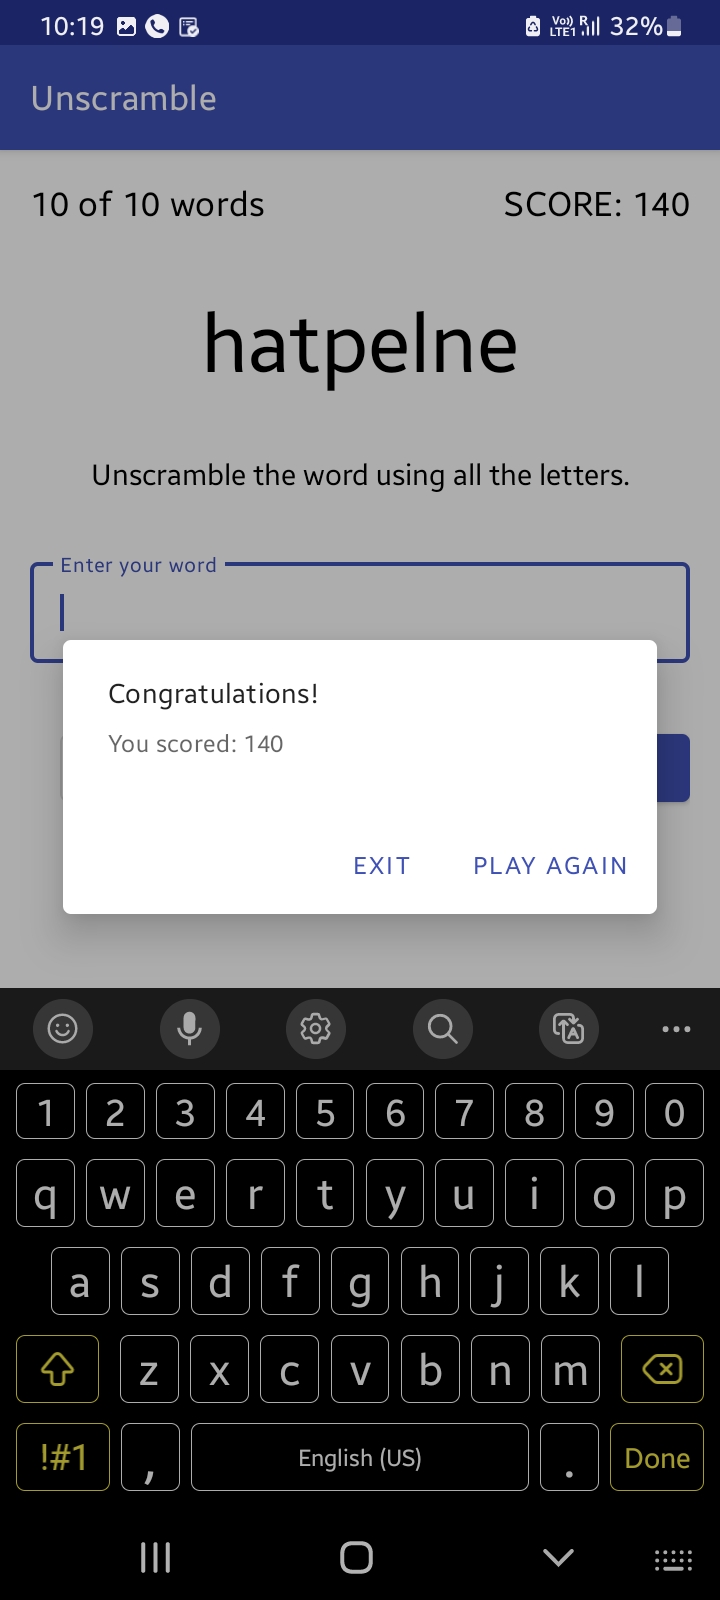 10:19 Vo)) R LTE1 32%
Unscramble
10 of 10 words SCORE: 140
hatpelne
Unscramble the word using all the letters.
Enter your word
Congratulations!
You scored: 140
EXIT PLAY AGAIN
1 2 3 4 5 6 7 8 9 0
q w e r t y u i o p
a s d f g h j k l
z x c v b n m
!#1 , English (US) . Done